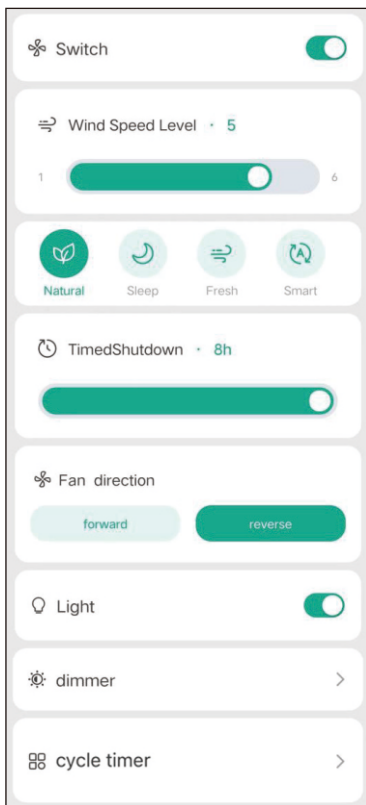 Switch
Wind Speed Level · 5
1 6
Natural Sleep Fresh Smart
TimedShutdown · 8h
Fan direction
forward reverse
Light
dimmer
cycle timer